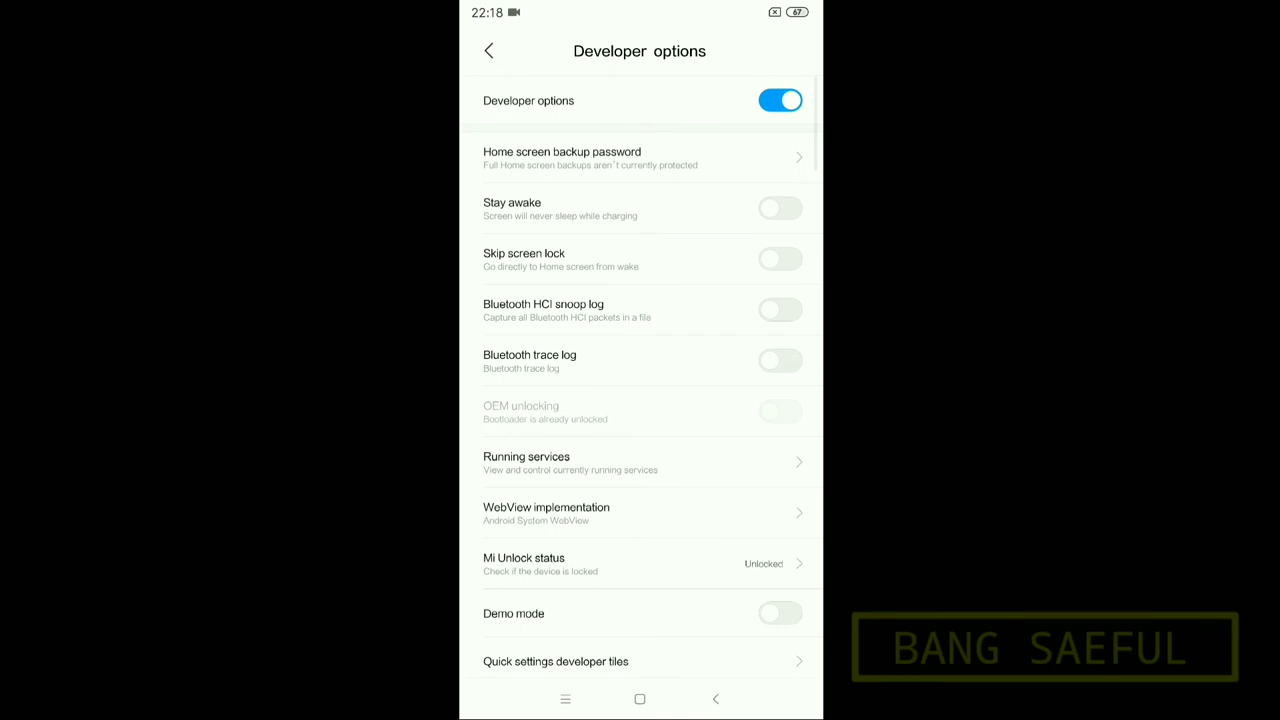 22:18
67
Developer options
Developer options
Home screen backup password
Full Home screen backups aren't currently protected
Stay awake
Screen will never sleep while charging
Skip screen lock
Go directly to Home screen from wake
Bluetooth HCI snoop log
Capture all Bluetooth HCI packets in a file
Bluetooth trace log
Bluetooth trace log
OEM unlocking
Bootloader is already unlocked
Running services
View and control currently running services
WebView implementation
Android System WebView
Mi Unlock status
Check if the device is locked
Unlocked
Demo mode
Quick settings developer tiles
BANG SAEFUL